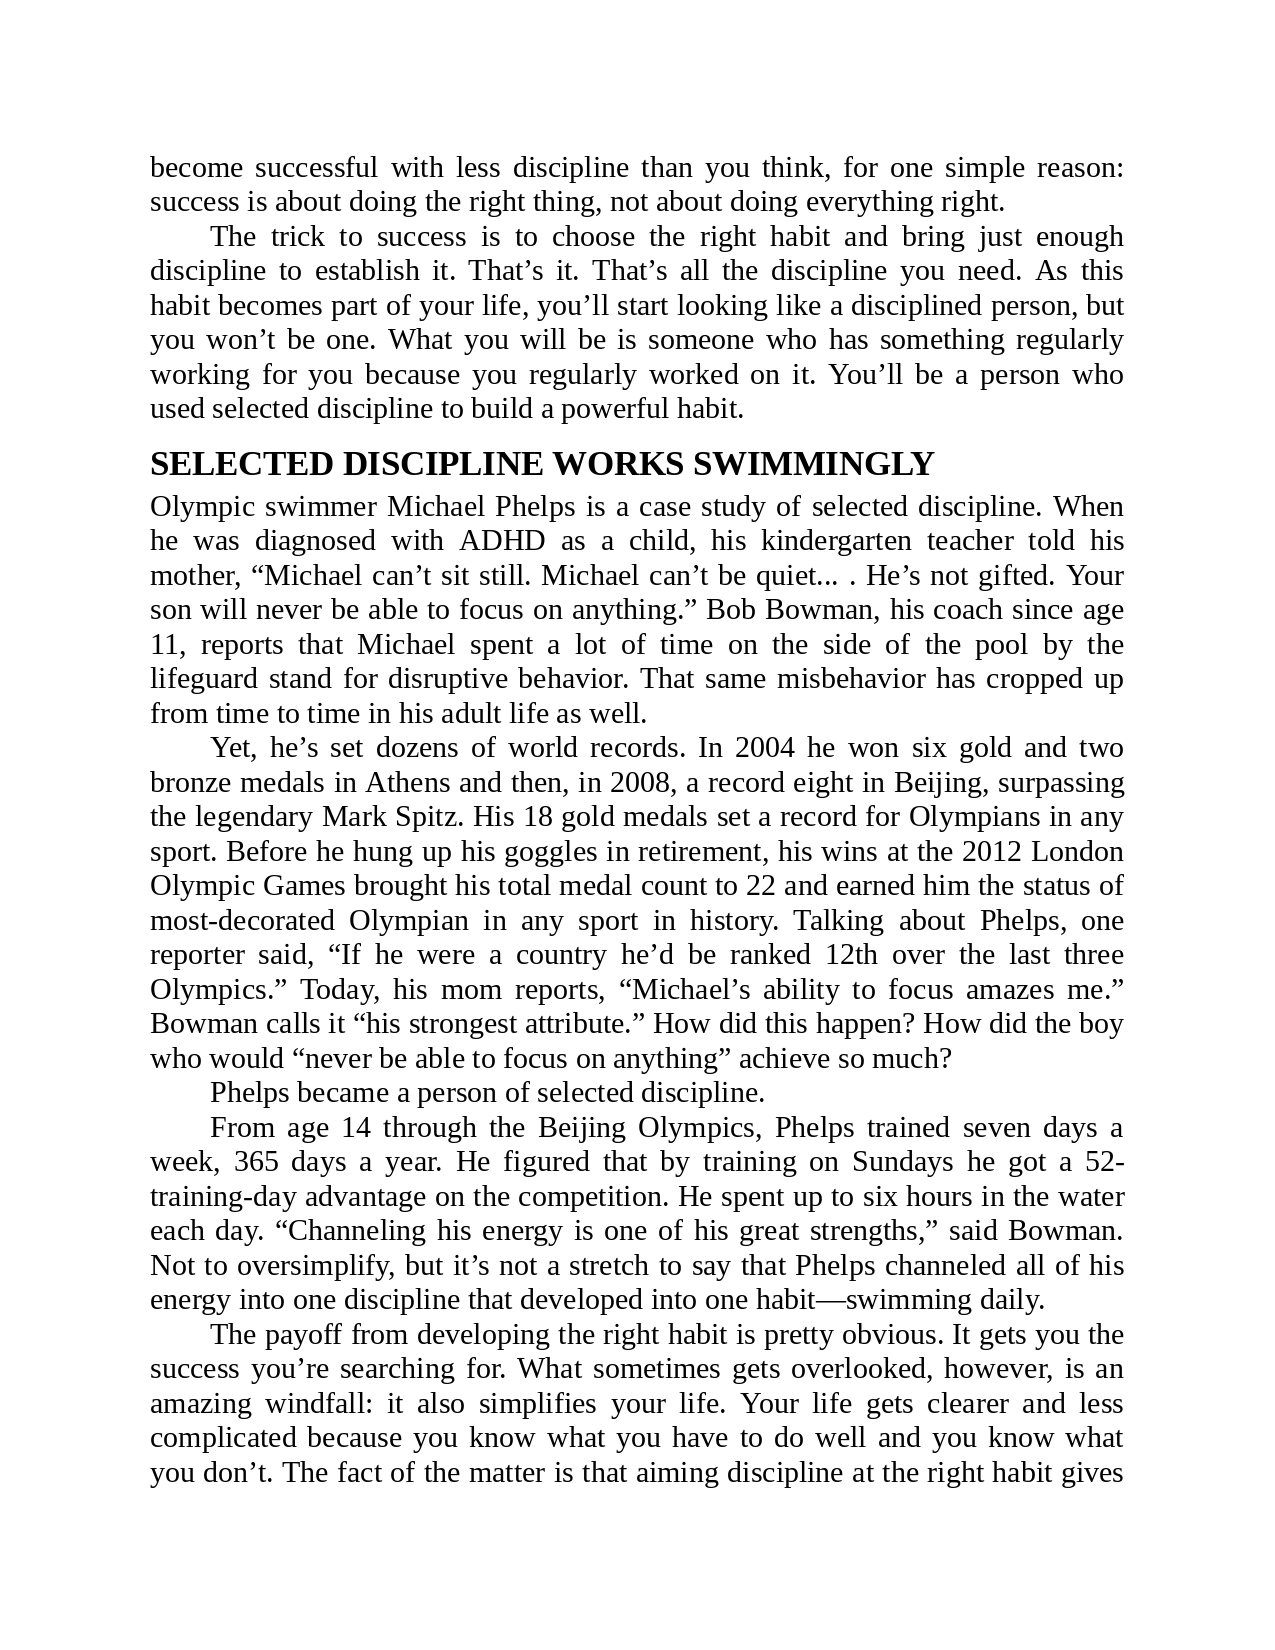 become successful with less discipline than you think, for one simple reason:
success is about doing the right thing, not about doing everything right.
The trick to success is to choose the right habit and bring just enough
discipline to establish it. That’s it. That’s all the discipline you need. As this
habit becomes part of your life, you’ll start looking like a disciplined person, but
you won’t be one. What you will be is someone who has something regularly
working for you because you regularly worked on it. You’ll be a person who
used selected discipline to build a powerful habit.
SELECTED DISCIPLINE WORKS SWIMMINGLY
Olympic swimmer Michael Phelps is a case study of selected discipline. When
he was diagnosed with ADHD as a child, his kindergarten teacher told his
mother, “Michael can’t sit still. Michael can’t be quiet... . He’s not gifted. Your
son will never be able to focus on anything.” Bob Bowman, his coach since age
11, reports that Michael spent a lot of time on the side of the pool by the
lifeguard stand for disruptive behavior. That same misbehavior has cropped up
from time to time in his adult life as well.
Yet, he’s set dozens of world records. In 2004 he won six gold and two
bronze medals in Athens and then, in 2008, a record eight in Beijing, surpassing
the legendary Mark Spitz. His 18 gold medals set a record for Olympians in any
sport. Before he hung up his goggles in retirement, his wins at the 2012 London
Olympic Games brought his total medal count to 22 and earned him the status of
most-decorated Olympian in any sport in history. Talking about Phelps, one
reporter said, “If he were a country he’d be ranked 12th over the last three
Olympics.” Today, his mom reports, “Michael’s ability to focus amazes me.”
Bowman calls it “his strongest attribute.” How did this happen? How did the boy
who would “never be able to focus on anything” achieve so much?
Phelps became a person of selected discipline.
From age 14 through the Beijing Olympics, Phelps trained seven days a
week, 365 days a year. He figured that by training on Sundays he got a 52-
training-day advantage on the competition. He spent up to six hours in the water
each day. “Channeling his energy is one of his great strengths,” said Bowman.
Not to oversimplify, but it’s not a stretch to say that Phelps channeled all of his
energy into one discipline that developed into one habit—swimming daily.
The payoff from developing the right habit is pretty obvious. It gets you the
success you’re searching for. What sometimes gets overlooked, however, is an
amazing windfall: it also simplifies your life. Your life gets clearer and less
complicated because you know what you have to do well and you know what
you don’t. The fact of the matter is that aiming discipline at the right habit gives